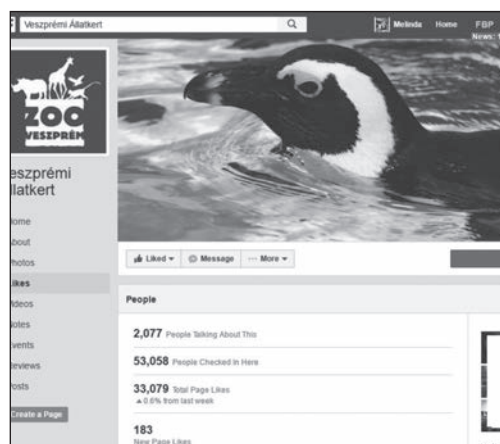 Veszprémi Állatkert
Melinda Home FBP
News:
ZOO
VESZPRÉM
eszprémi
llatkert
ome
bout
hotos
ikes
ideos
otes
vents
eviews
osts
Create a Page
Liked Message More
People
2,077 People Talking About This
53,058 People Checked In Here
33,079 Total Page Likes
0.6% from last week
183
New Page Likes